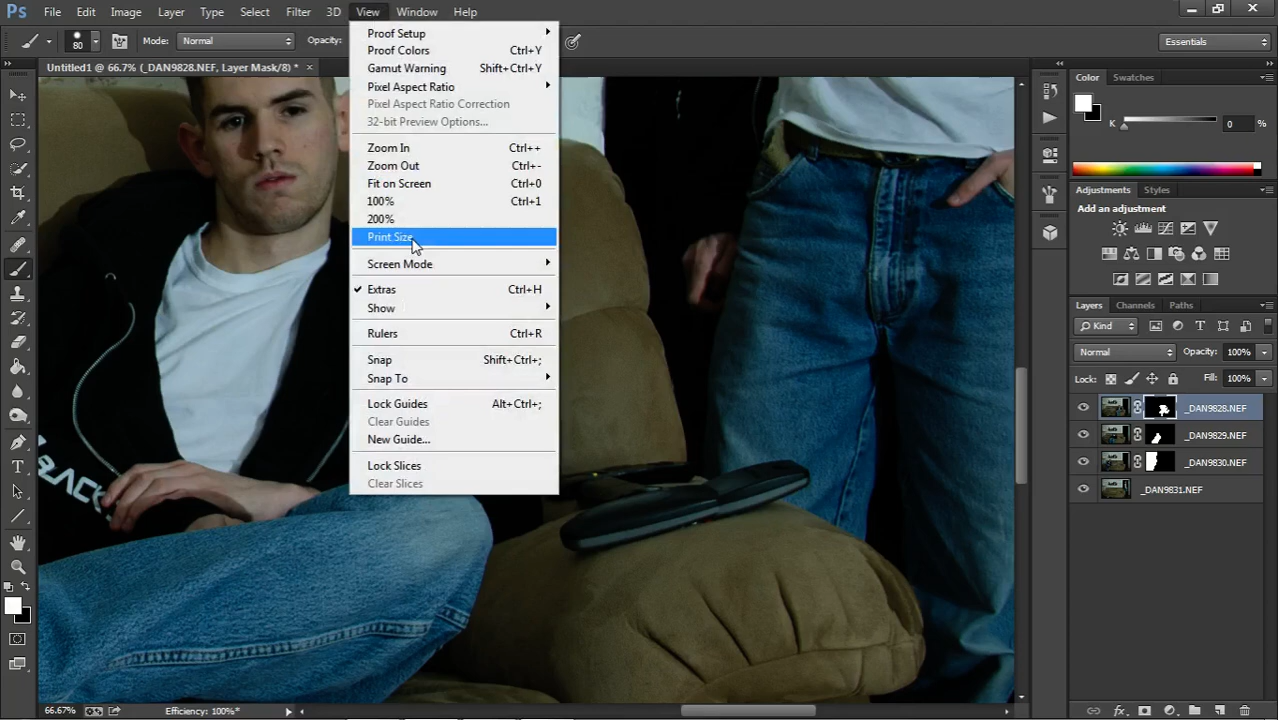 Ps File Edit Image Layer Type Select Filter 3D View Window Help
80 Mode: Normal Opacity: Essentials
Untitled1 @ 66.7% (_DAN9828.NEF, Layer Mask/8) * ×
Proof Setup
Proof Colors Ctrl+Y
Gamut Warning Shift+Ctrl+Y
Pixel Aspect Ratio
Pixel Aspect Ratio Correction
32-bit Preview Options...
Zoom In Ctrl++
Zoom Out Ctrl+-
Fit on Screen Ctrl+0
100% Ctrl+1
200%
Print Size
Screen Mode
Extras Ctrl+H
Show
Rulers Ctrl+R
Snap Shift+Ctrl+;
Snap To
Lock Guides Alt+Ctrl+;
Clear Guides
New Guide...
Lock Slices
Clear Slices
BLACK
Color Swatches
K 0 %
Adjustments Styles
Add an adjustment
Layers Channels Paths
Kind
Normal Opacity: 100%
Lock: Fill: 100%
_DAN9828.NEF
_DAN9829.NEF
_DAN9830.NEF
_DAN9831.NEF
66.67% Efficiency: 100%*